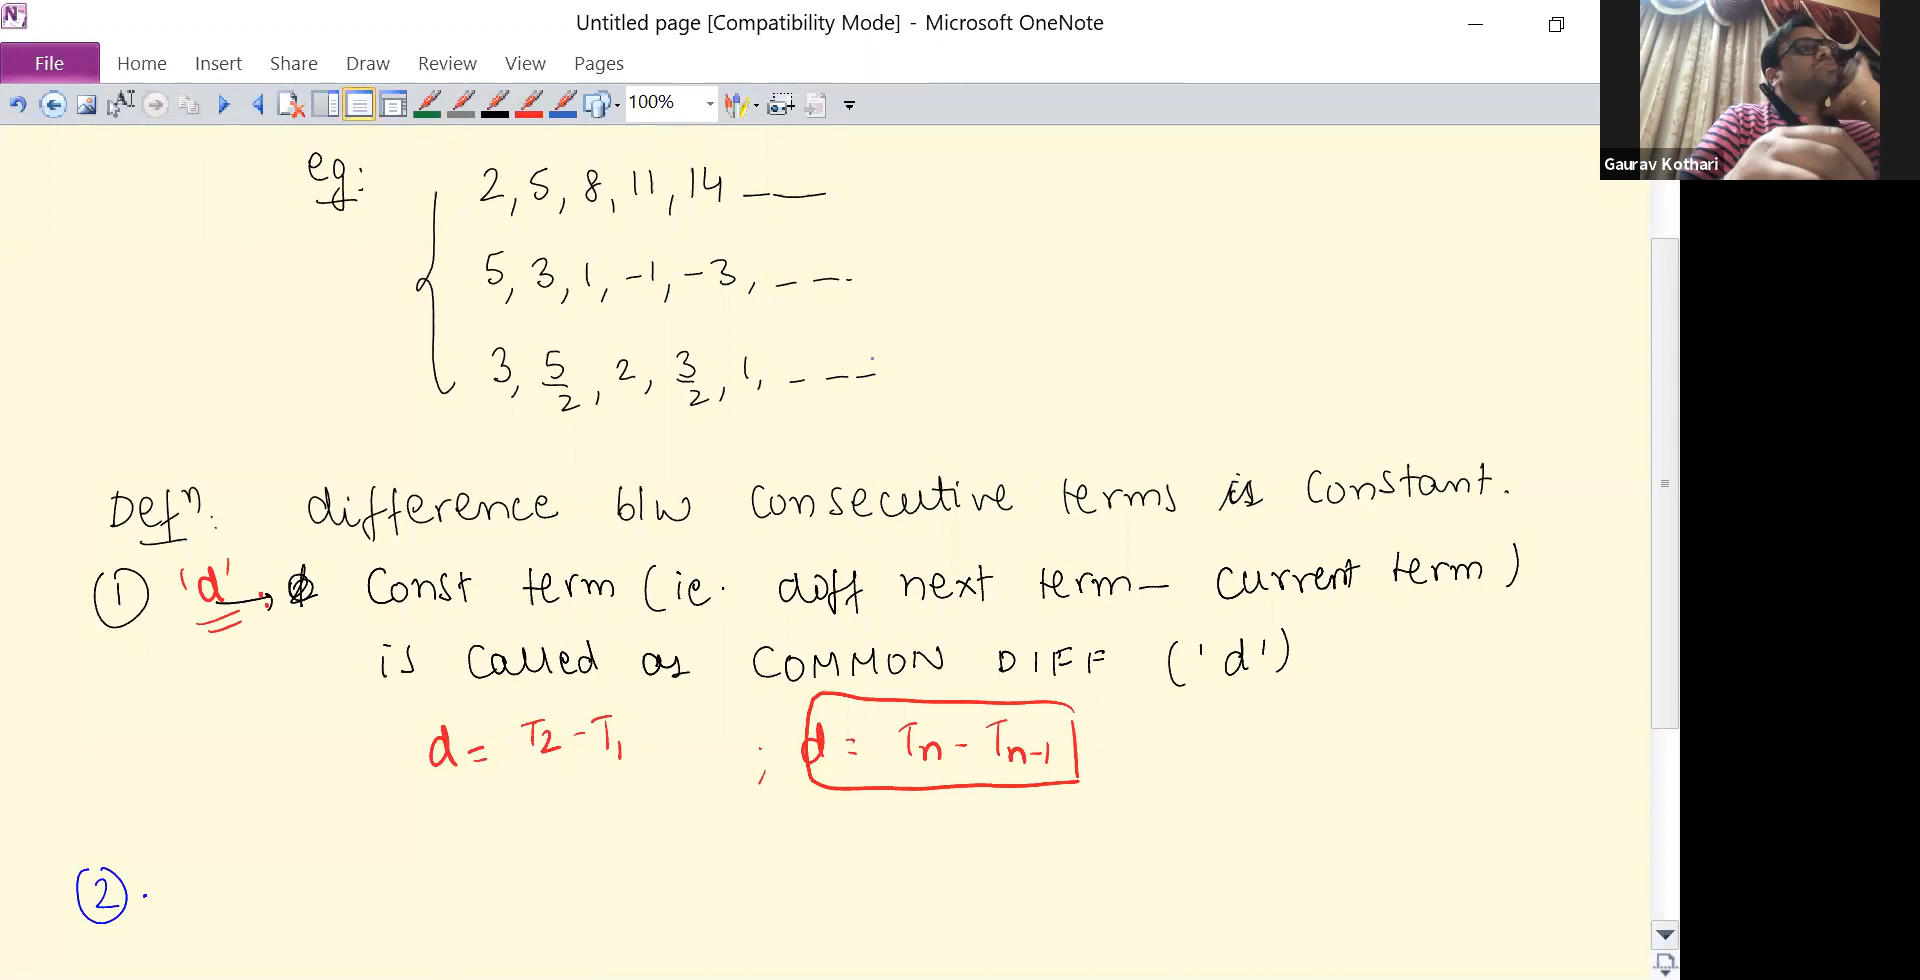 Untitled page [Compatibility Mode] - Microsoft OneNote
File Home Insert Share Draw Review View Pages
100%
Gaurav Kothari
eg:
2, 5, 8, 11, 14 ——
5, 3, 1, -1, -3, - --.
3, 5/2, 2, 3/2, 1, - ---
Defⁿ: difference b/w consecutive terms is constant.
① 'd' → Const term (ie. diff next term - current term)
is called as COMMON DIFF ('d')
d = T₂ - T₁ ; d = Tₙ - Tₙ₋₁
② .